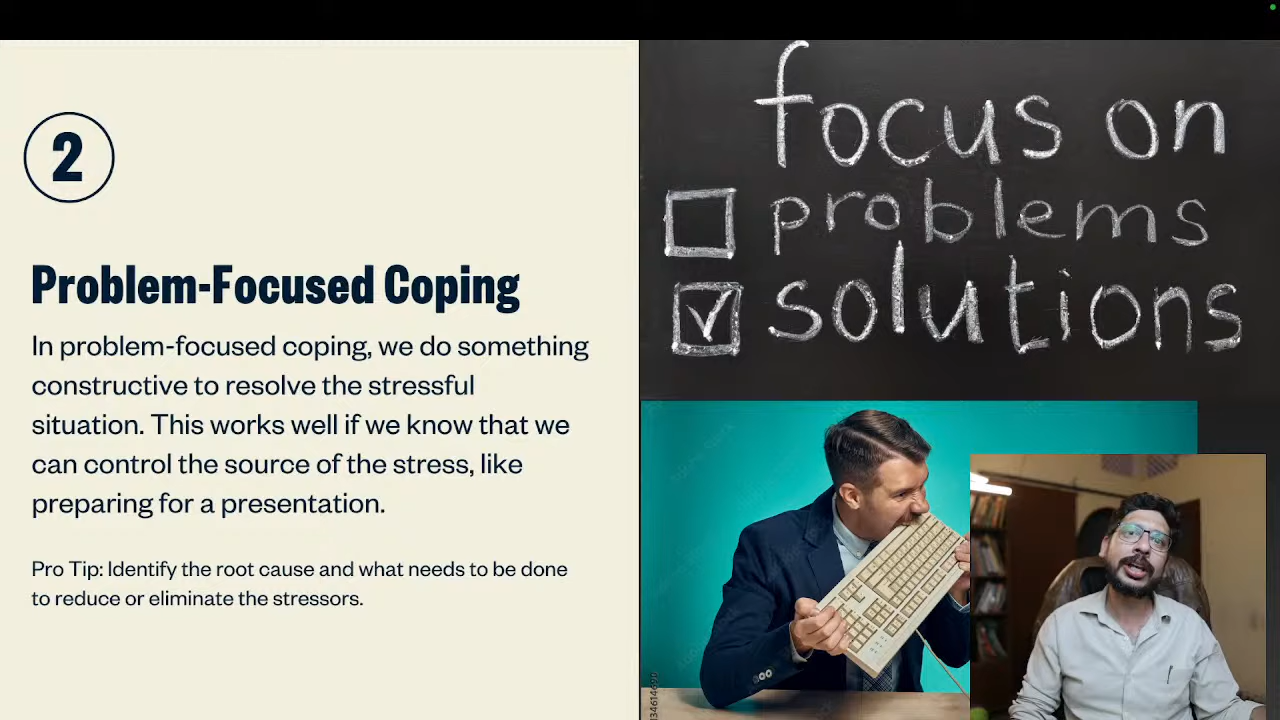 2
Problem-Focused Coping
In problem-focused coping, we do something
constructive to resolve the stressful
situation. This works well if we know that we
can control the source of the stress, like
preparing for a presentation.
Pro Tip: Identify the root cause and what needs to be done
to reduce or eliminate the stressors.
focus on
problems
solutions